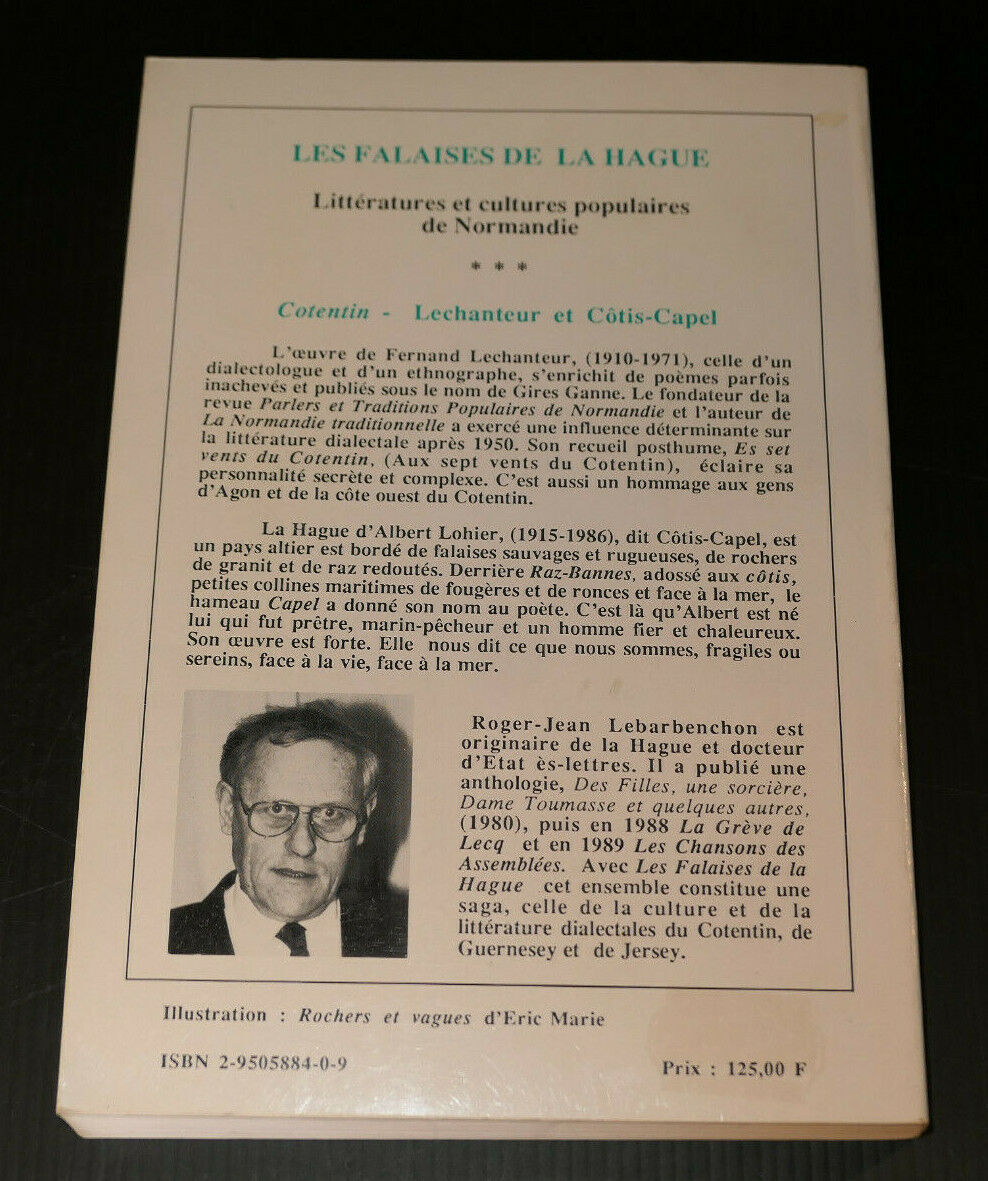 LES FALAISES DE LA HAGUE
Littératures et cultures populaires
de Normandie
* * *
Cotentin - Lechanteur et Côtis-Capel
L'œuvre de Fernand Lechanteur, (1910-1971), celle d'un
dialectologue et d'un ethnographe, s'enrichit de poèmes parfois
inachevés et publiés sous le nom de Gires Ganne. Le fondateur de la
revue Parlers et Traditions Populaires de Normandie et l'auteur de
La Normandie traditionnelle a exercé une influence déterminante sur
la littérature dialectale après 1950. Son recueil posthume, Es set
vents du Cotentin, (Aux sept vents du Cotentin), éclaire sa
personnalité secrète et complexe. C'est aussi un hommage aux gens
d'Agon et de la côte ouest du Cotentin.
La Hague d'Albert Lohier, (1915-1986), dit Côtis-Capel, est
un pays altier est bordé de falaises sauvages et rugueuses, de rochers
de granit et de raz redoutés. Derrière Raz-Bannes, adossé aux côtis,
petites collines maritimes de fougères et de ronces et face à la mer, le
hameau Capel a donné son nom au poète. C'est là qu'Albert est né
lui qui fut prêtre, marin-pêcheur et un homme fier et chaleureux.
Son œuvre est forte. Elle nous dit ce que nous sommes, fragiles ou
sereins, face à la vie, face à la mer.
Roger-Jean Lebarbenchon est
originaire de la Hague et docteur
d'Etat ès-lettres. Il a publié une
anthologie, Des Filles, une sorcière,
Dame Toumasse et quelques autres,
(1980), puis en 1988 La Grève de
Lecq et en 1989 Les Chansons des
Assemblées. Avec Les Falaises de la
Hague cet ensemble constitue une
saga, celle de la culture et de la
littérature dialectales du Cotentin, de
Guernesey et de Jersey.
Illustration : Rochers et vagues d'Eric Marie
ISBN 2-9505884-0-9
Prix : 125,00 F